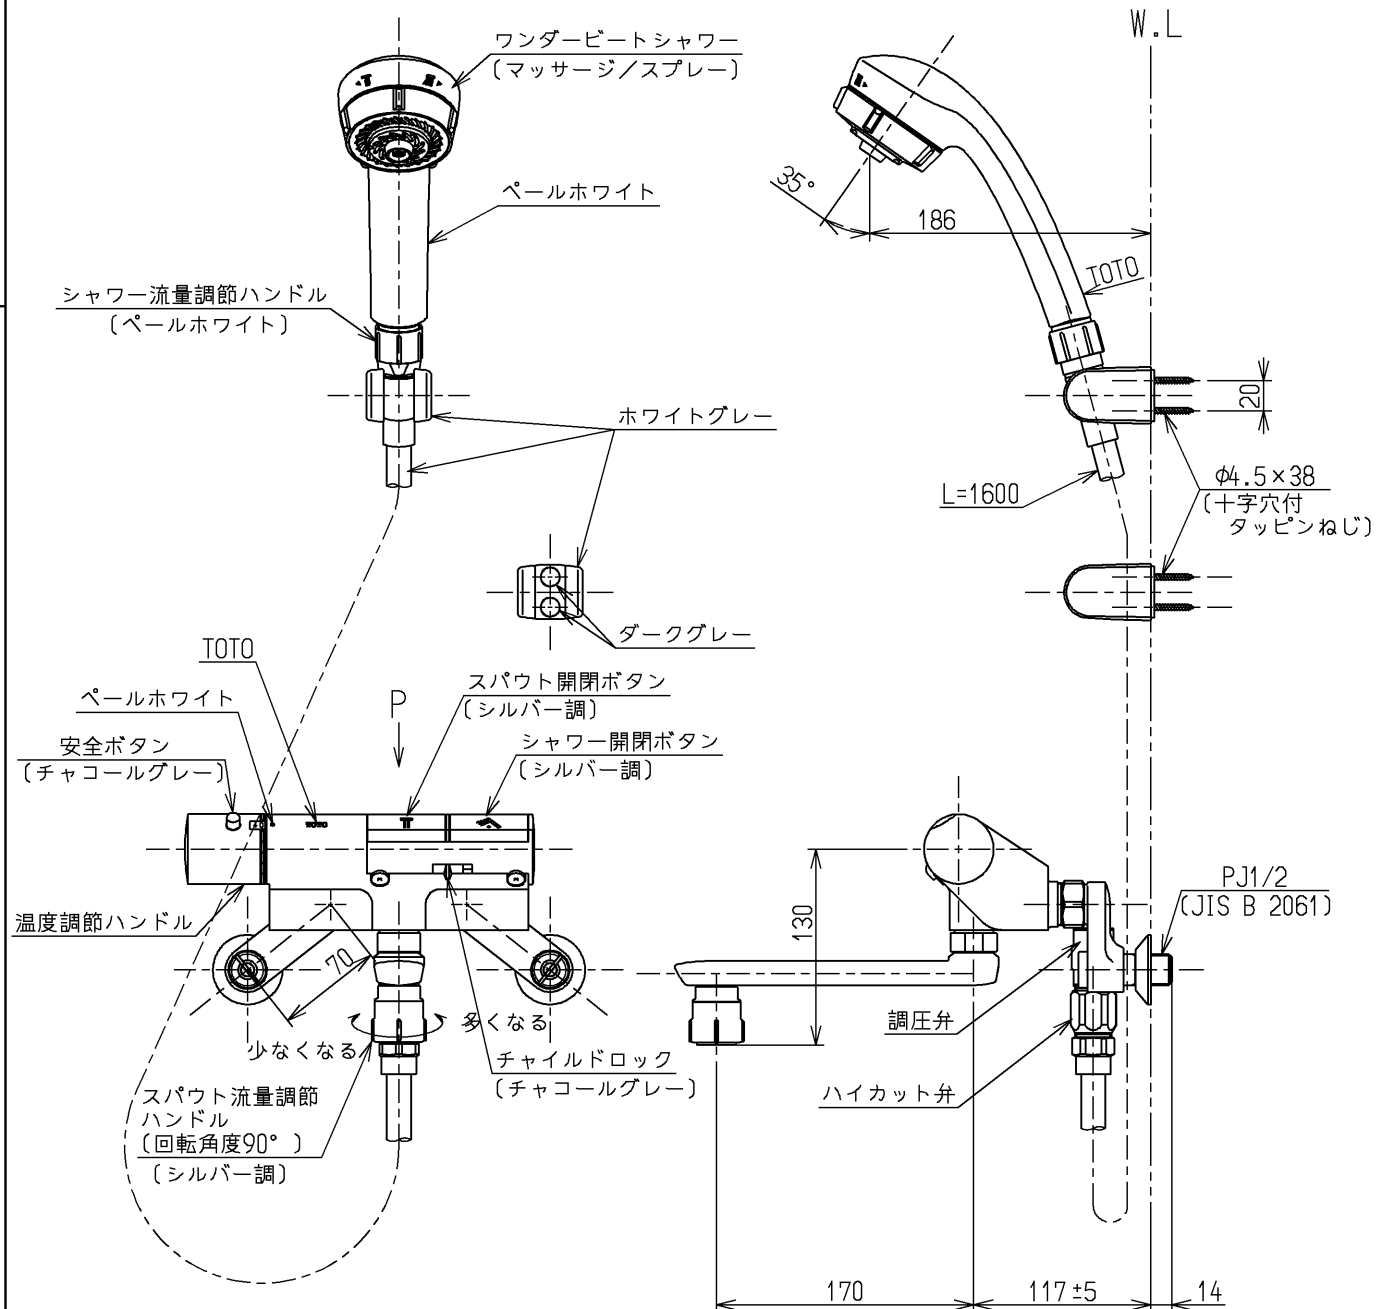 W.L
ワンダービートシャワー
(マッサージ/スプレー)
35°
186
ペールホワイト
TOTO
シャワー流量調節ハンドル
(ペールホワイト)
20
ホワイトグレー
L=1600
φ4.5×38
(十字穴付
タッピンねじ)
ダークグレー
TOTO
ペールホワイト
P
スパウト開閉ボタン
(シルバー調)
安全ボタン
(チャコールグレー)
シャワー開閉ボタン
(シルバー調)
TOTO
温度調節ハンドル
130
PJ1/2
(JIS B 2061)
70
調圧弁
多くなる
少なくなる
チャイルドロック
(チャコールグレー)
ハイカット弁
スパウト流量調節
ハンドル
(回転角度90°)
(シルバー調)
170
117±5
14